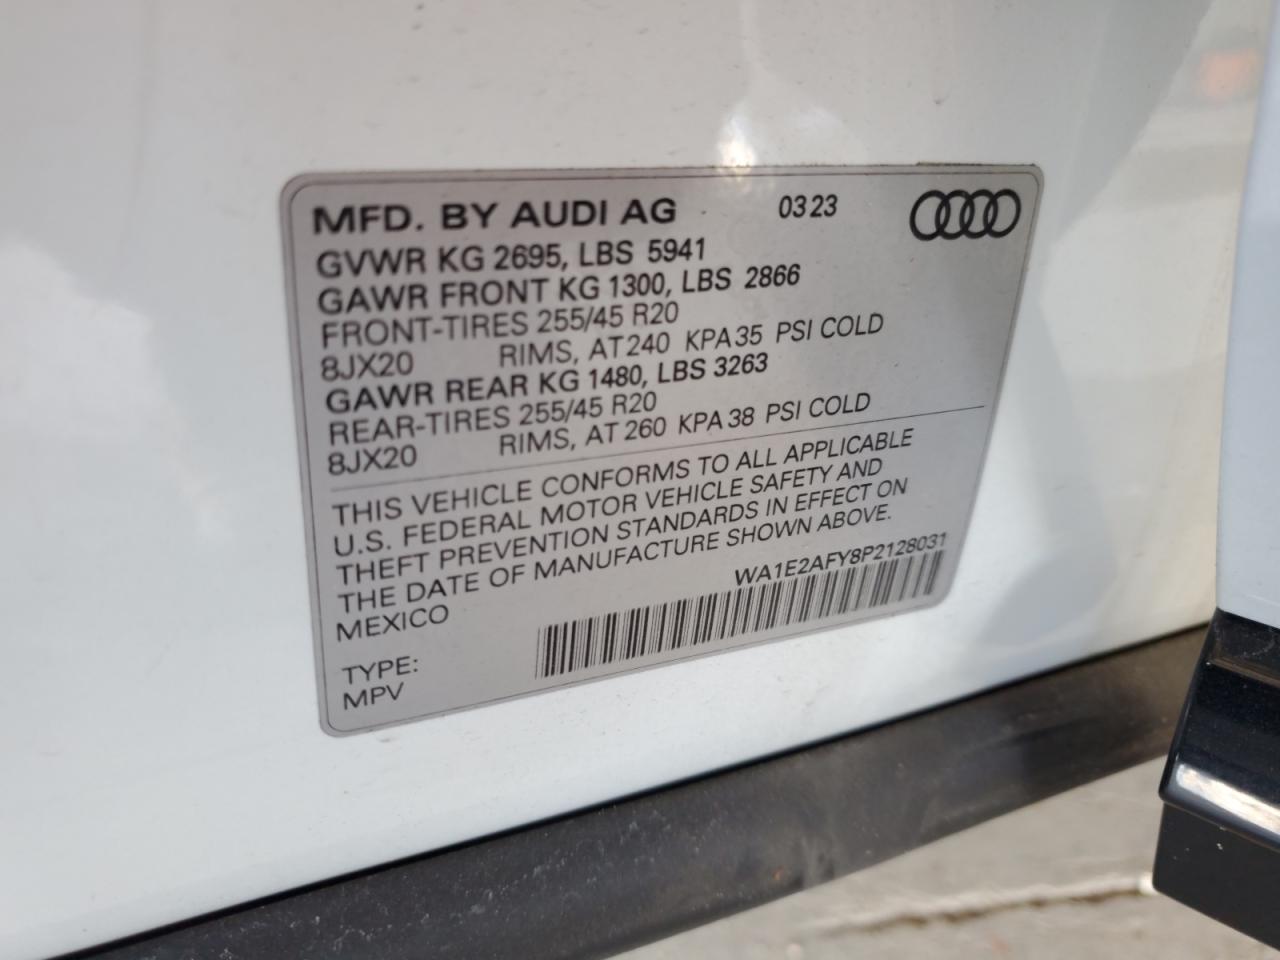 MFD. BY AUDI AG 03 23
GVWR KG 2695, LBS 5941
GAWR FRONT KG 1300, LBS 2866
FRONT-TIRES 255/45 R20
8JX20 RIMS, AT 240 KPA 35 PSI COLD
GAWR REAR KG 1480, LBS 3263
REAR-TIRES 255/45 R20
8JX20 RIMS, AT 260 KPA 38 PSI COLD
THIS VEHICLE CONFORMS TO ALL APPLICABLE
U.S. FEDERAL MOTOR VEHICLE SAFETY AND
THEFT PREVENTION STANDARDS IN EFFECT ON
THE DATE OF MANUFACTURE SHOWN ABOVE.
MEXICO WA1E2AFY8P2128031
TYPE:
MPV